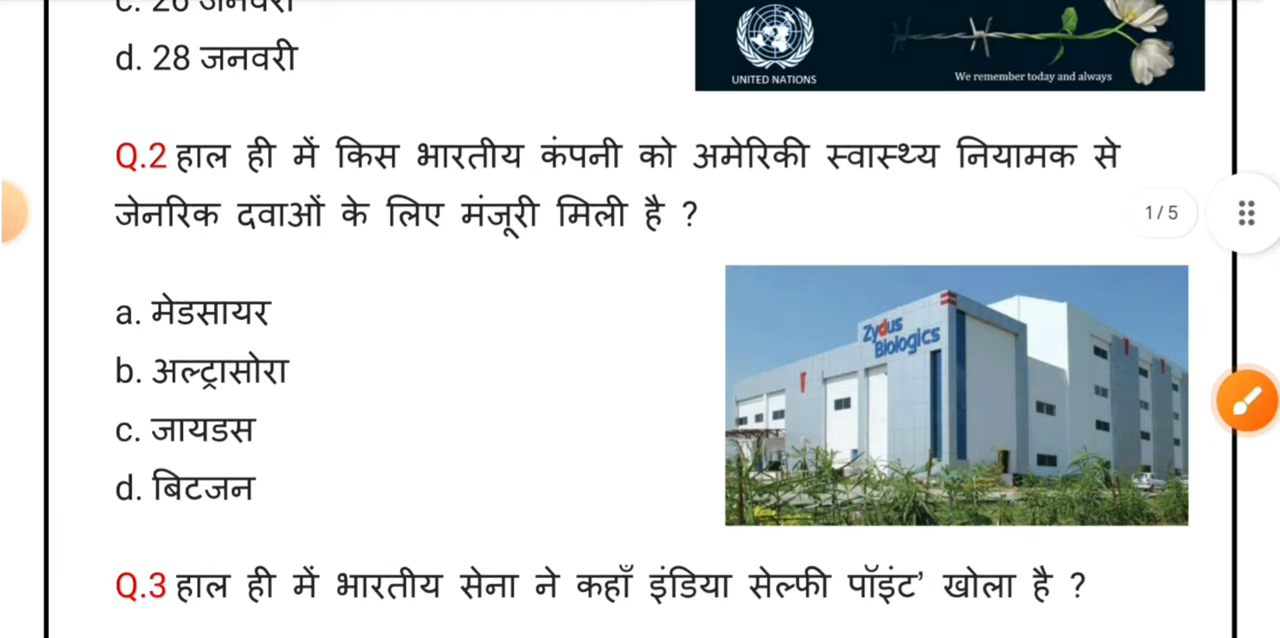 d. 28 जनवरी
UNITED NATIONS
We remember today and always
Q.2 हाल ही में किस भारतीय कंपनी को अमेरिकी स्वास्थ्य नियामक से
जेनरिक दवाओं के लिए मंजूरी मिली है ?
1/5
a. मेडसायर
b. अल्ट्रासोरा
c. जायडस
d. बिटजन
Zydus
Biologics
Q.3 हाल ही में भारतीय सेना ने कहाँ इंडिया सेल्फी पॉइंट’ खोला है ?